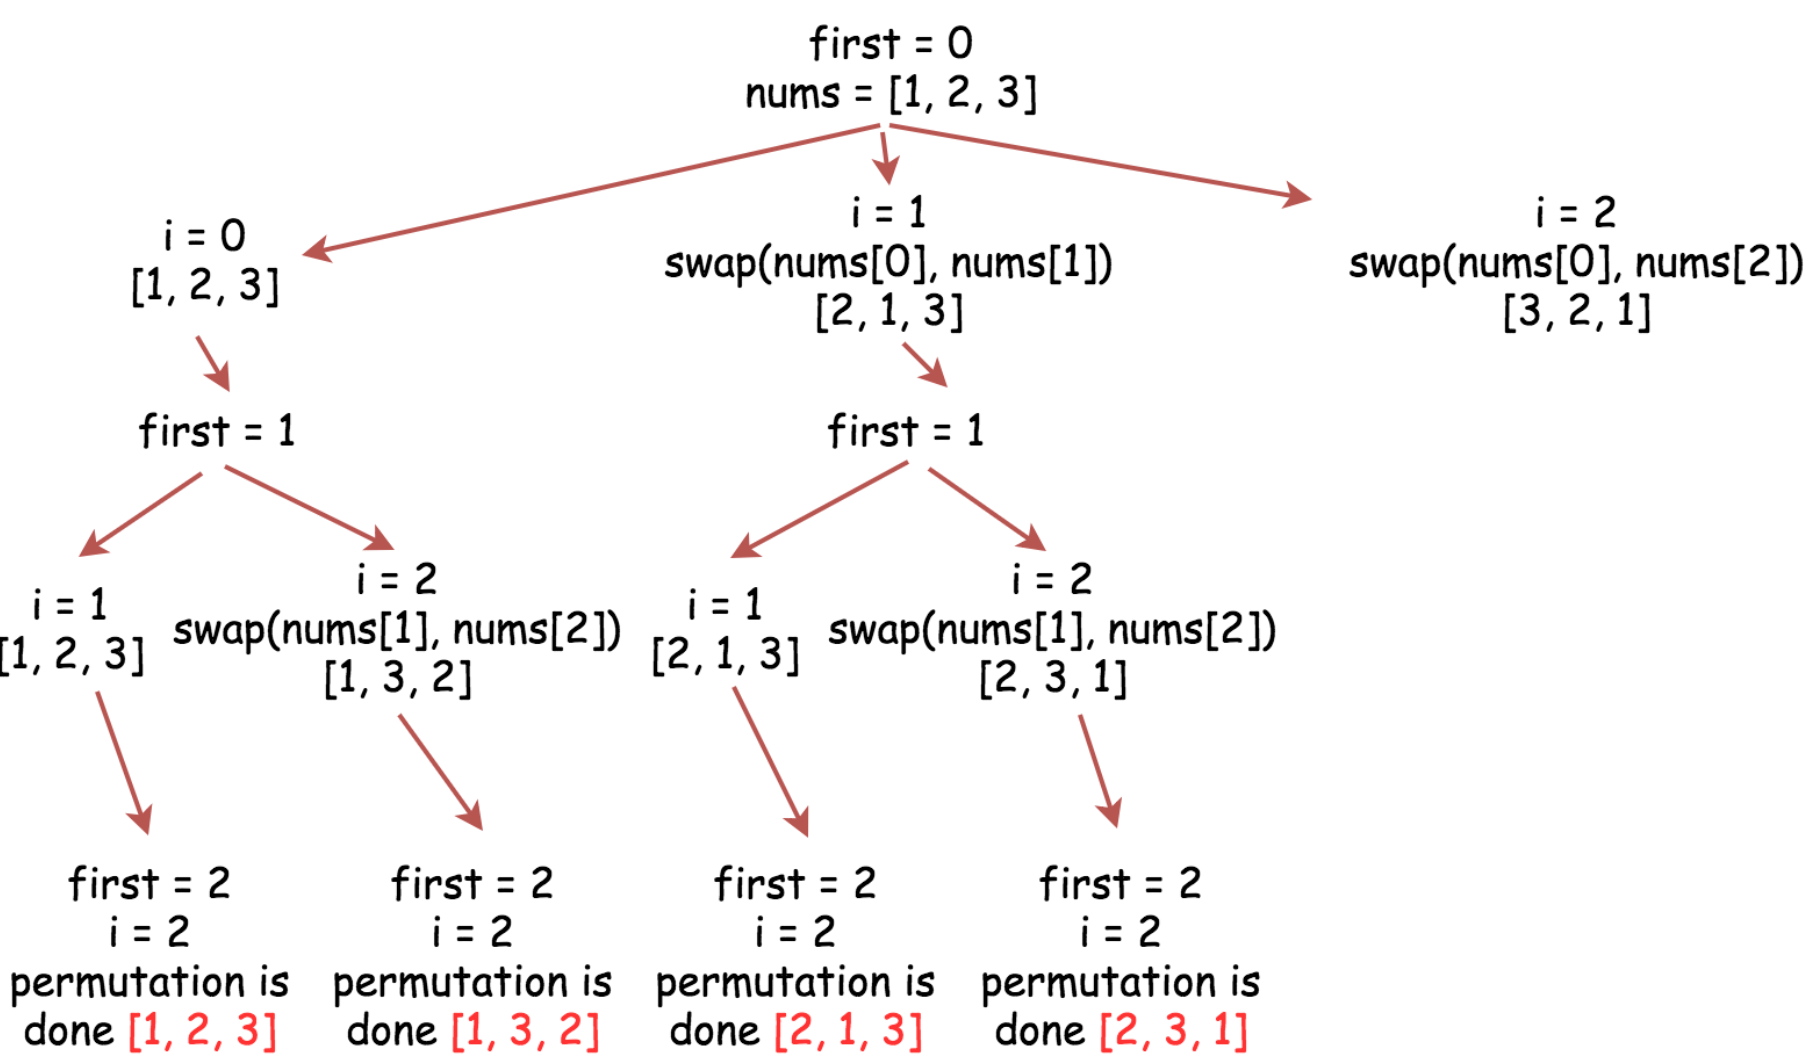 first = 0
nums = [1, 2, 3]
i = 0
[1, 2, 3]
i = 1
swap(nums[0], nums[1])
[2, 1, 3]
i = 2
swap(nums[0], nums[2])
[3, 2, 1]
first = 1
first = 1
i = 1
[1, 2, 3]
i = 2
swap(nums[1], nums[2])
[1, 3, 2]
i = 1
[2, 1, 3]
i = 2
swap(nums[1], nums[2])
[2, 3, 1]
first = 2
i = 2
permutation is
done [1, 2, 3]
first = 2
i = 2
permutation is
done [1, 3, 2]
first = 2
i = 2
permutation is
done [2, 1, 3]
first = 2
i = 2
permutation is
done [2, 3, 1]